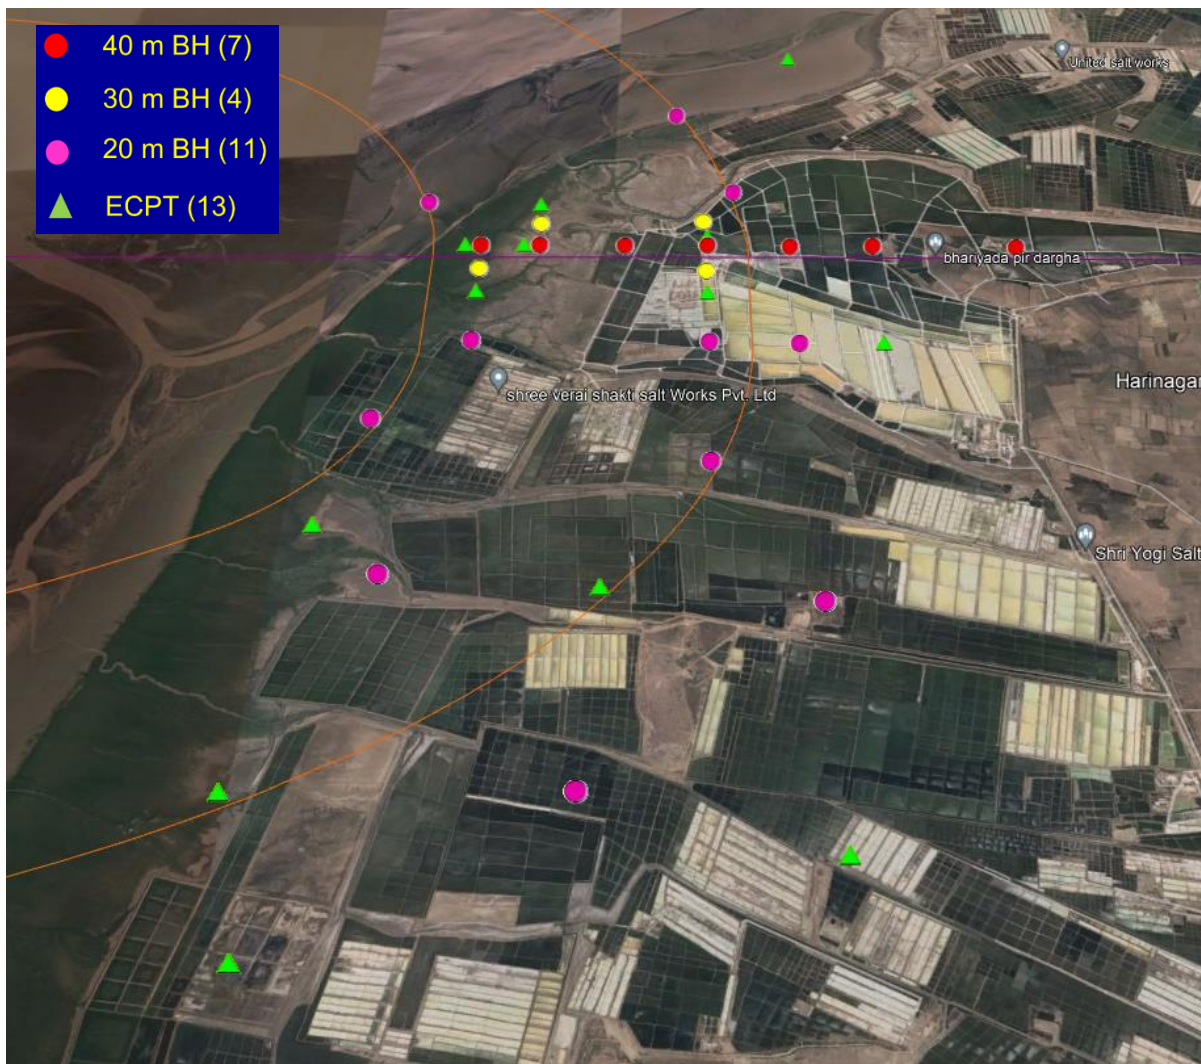 40 m BH (7)
30 m BH (4)
20 m BH (11)
ECPT (13)
United salt works
bhariyada pir dargha
Harinagar
shree verai shakti salt Works Pvt. Ltd
Shri Yogi Salt